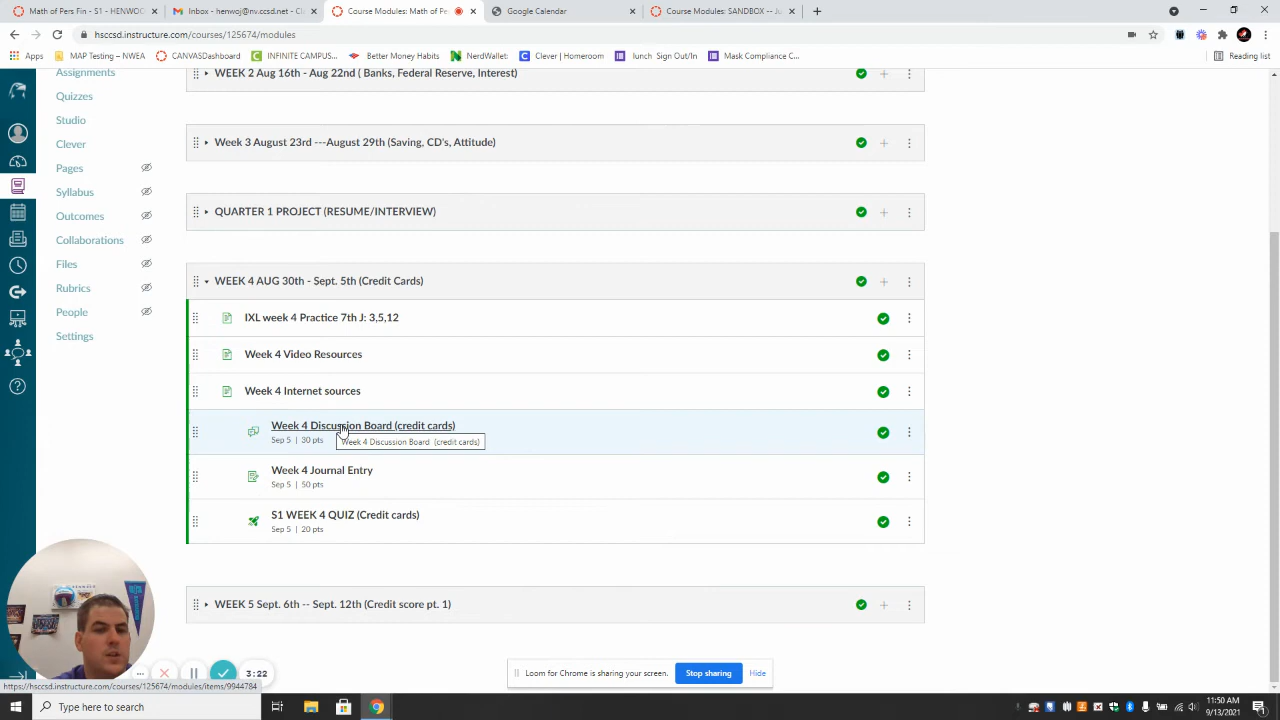 Math of Pers Fin S1 - HENWO
Inbox - henwoj@nv.ccsd.net - C
Course Modules: Math of Pe
Google Calendar
Course Modules: SANDBOX -- Ju
hsccsd.instructure.com/courses/125674/modules
Apps
MAP Testing – NWEA
CANVASDASHBOARD
INFINITE CAMPUS...
Better Money Habits
NerdWallet:
Clever | Homeroom
lunch Sign Out/In
Mask Compliance C...
Reading list
Assignments
Quizzes
Studio
Clever
Pages
Syllabus
Outcomes
Collaborations
Files
Rubrics
People
Settings
WEEK 2 Aug 16th - Aug 22nd ( Banks, Federal Reserve, Interest)
Week 3 August 23rd ---August 29th (Saving, CD's, Attitude)
QUARTER 1 PROJECT (RESUME/INTERVIEW)
WEEK 4 AUG 30th - Sept. 5th (Credit Cards)
IXL week 4 Practice 7th J: 3,5,12
Week 4 Video Resources
Week 4 Internet sources
Week 4 Discussion Board (credit cards)
Sep 5 | 30 pts
Week 4 Discussion Board (credit cards)
Week 4 Journal Entry
Sep 5 | 50 pts
S1 WEEK 4 QUIZ (Credit cards)
Sep 5 | 20 pts
WEEK 5 Sept. 6th -- Sept. 12th (Credit score pt. 1)
3:22
Loom for Chrome is sharing your screen.
Stop sharing
Hide
https://hsccsd.instructure.com/courses/125674/modules/items/9944784
Type here to search
11:50 AM
9/13/2021